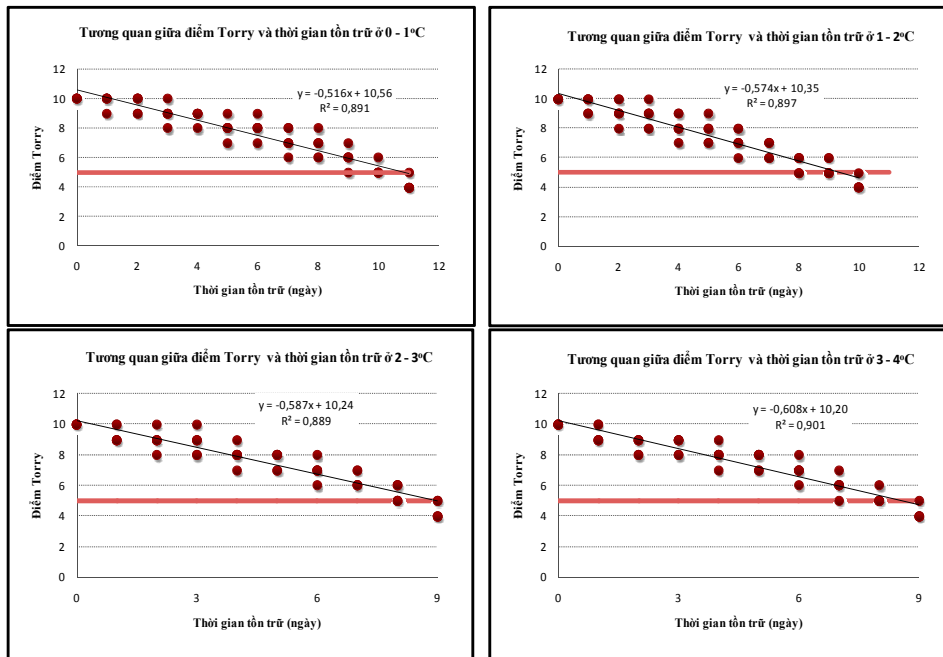 Tương quan giữa điểm Torry và thời gian tồn trữ ở 0 - 1°C
12
10
8
6
4
2
0
Điểm Torry
y = -0,516x + 10,56
R² = 0,891
0 2 4 6 8 10 12
Thời gian tồn trữ (ngày)
Tương quan giữa điểm Torry và thời gian tồn trữ ở 1 - 2°C
12
10
8
6
4
2
0
Điểm Torry
y = -0,574x + 10,35
R² = 0,897
0 2 4 6 8 10 12
Thời gian tồn trữ (ngày)
Tương quan giữa điểm Torry và thời gian tồn trữ ở 2 - 3°C
12
10
8
6
4
2
0
Điểm Torry
y = -0,587x + 10,24
R² = 0,889
0 3 6 9
Thời gian tồn trữ (ngày)
Tương quan giữa điểm Torry và thời gian tồn trữ ở 3 - 4°C
12
10
8
6
4
2
0
Điểm Torry
y = -0,608x + 10,20
R² = 0,901
0 3 6 9
Thời gian tồn trữ (ngày)